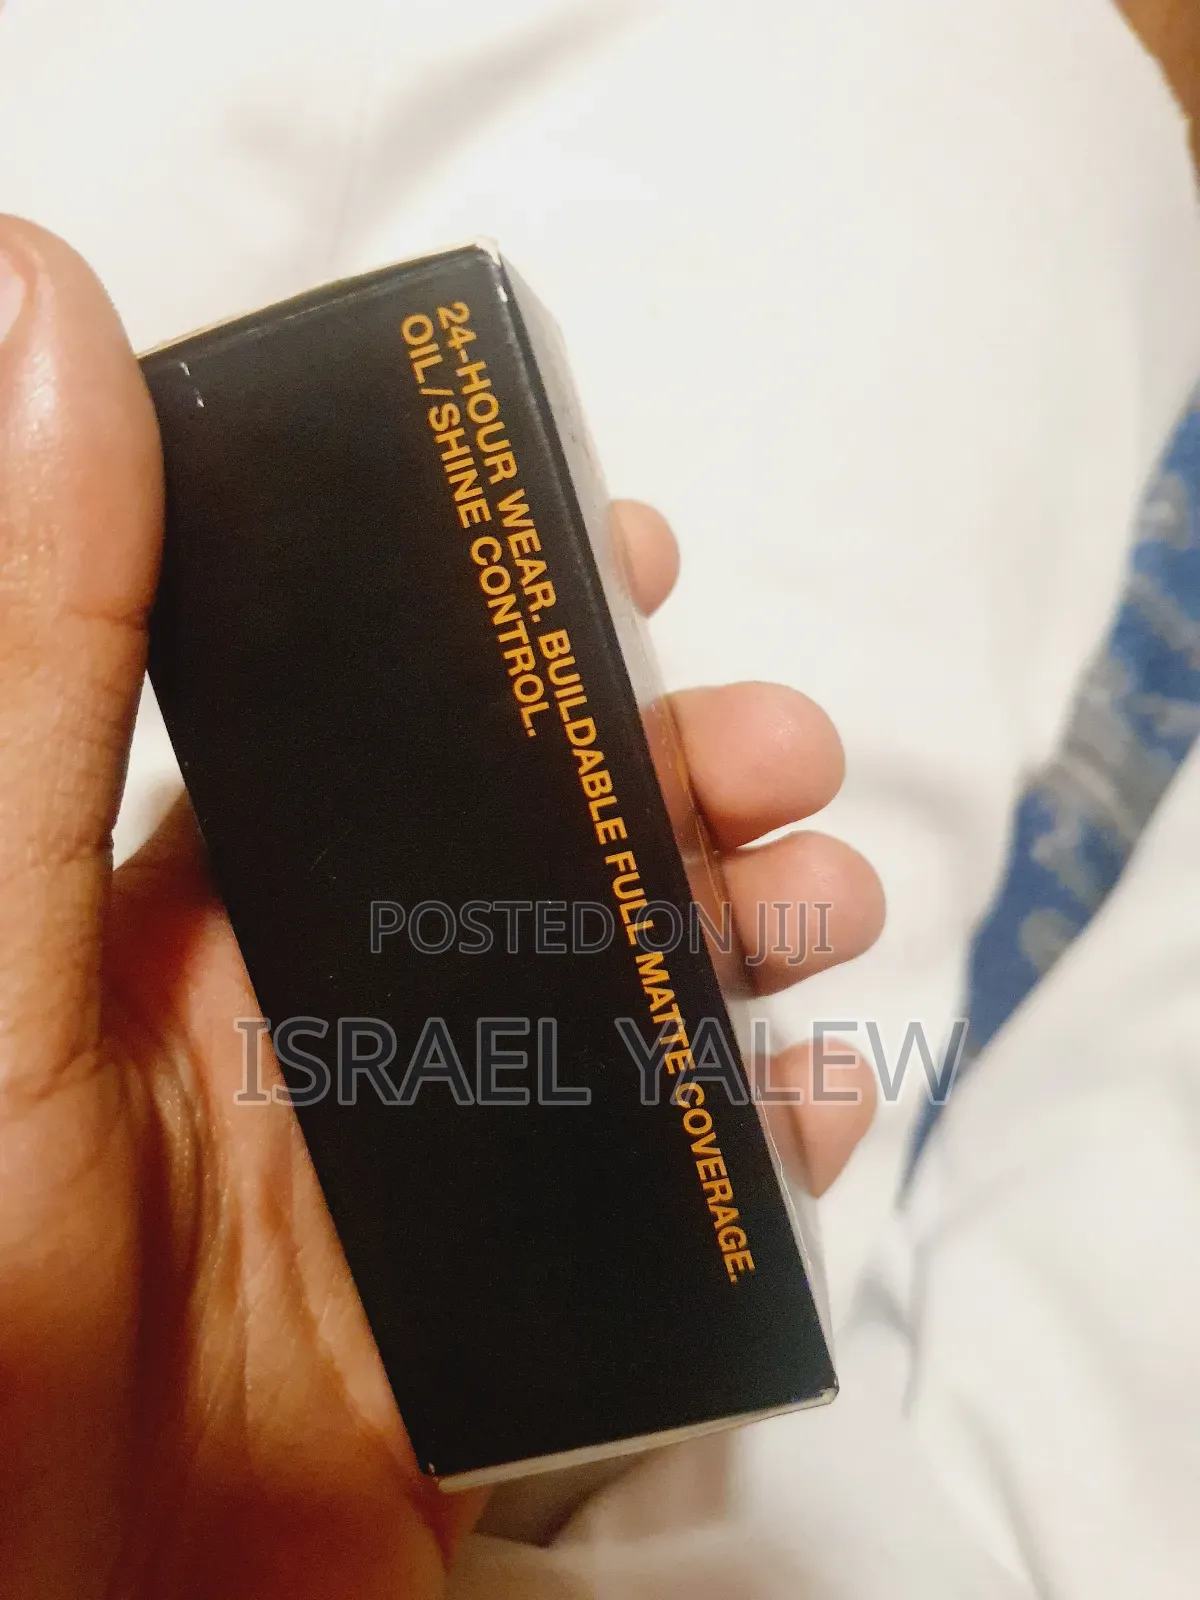 24-HOUR WEAR. BUILDABLE FULL MATTE COVERAGE.
OIL/SHINE CONTROL.
POSTED ON JIJI
ISRAEL YALEW